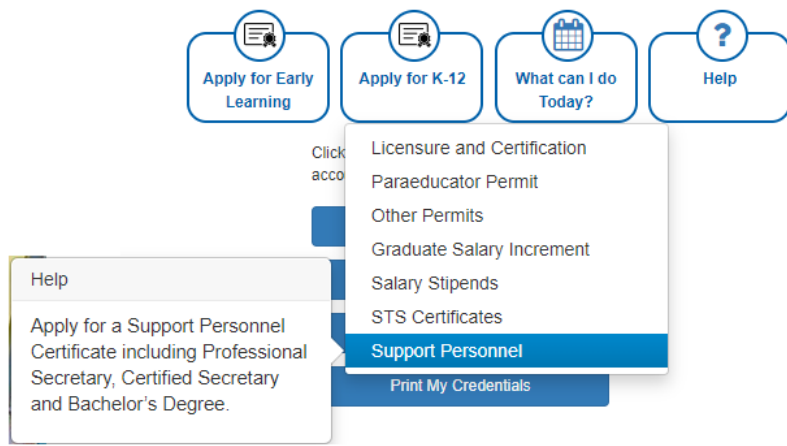 Apply for Early
Learning
Apply for K-12
What can I do
Today?
?
Help
Click
acco
Licensure and Certification
Paraeducator Permit
Other Permits
Graduate Salary Increment
Salary Stipends
STS Certificates
Support Personnel
Help
Apply for a Support Personnel
Certificate including Professional
Secretary, Certified Secretary
and Bachelor's Degree.
Print My Credentials